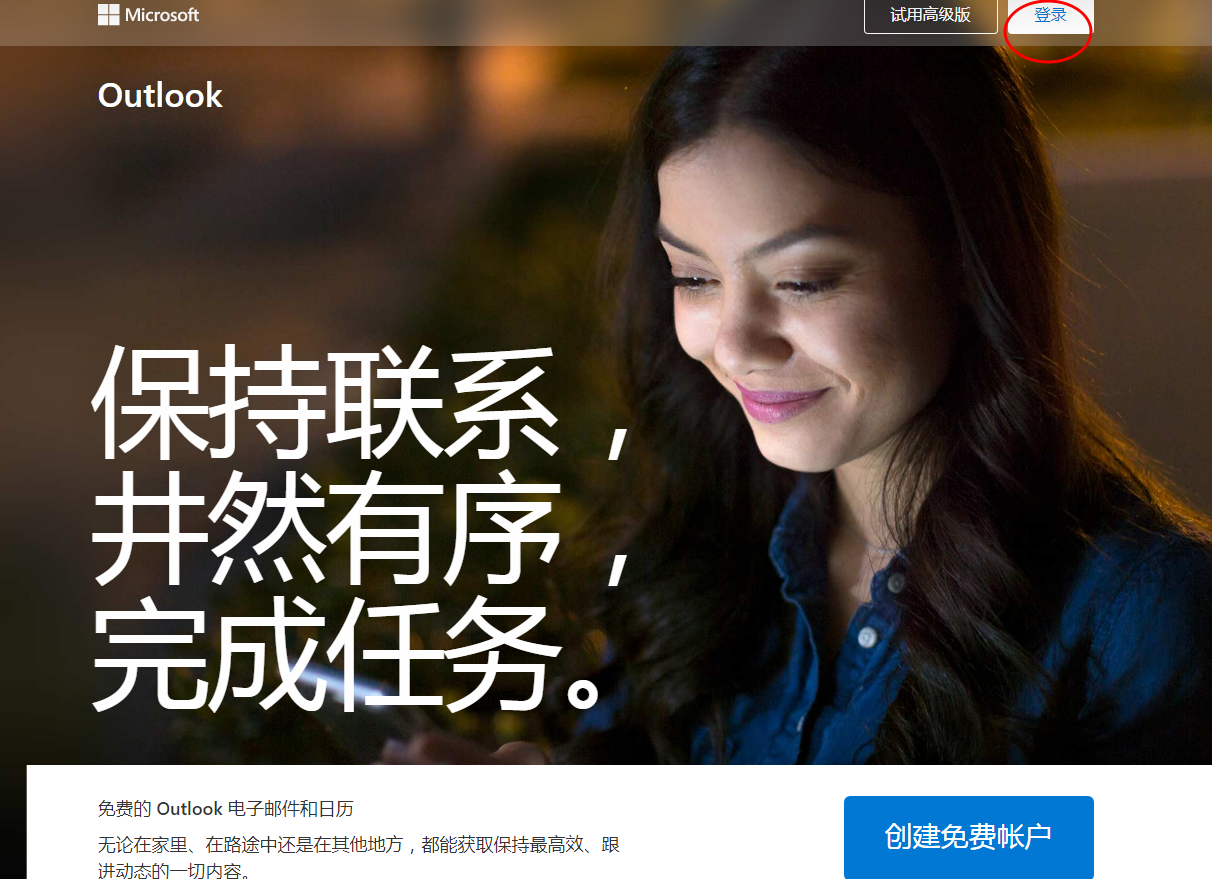 Microsoft
试用高级版
登录
Outlook
保持联系，
井然有序，
完成任务。
免费的 Outlook 电子邮件和日历
无论在家里、在路途中还是在其他地方，都能获取保持最高效、跟
进动态的一切内容。
创建免费帐户